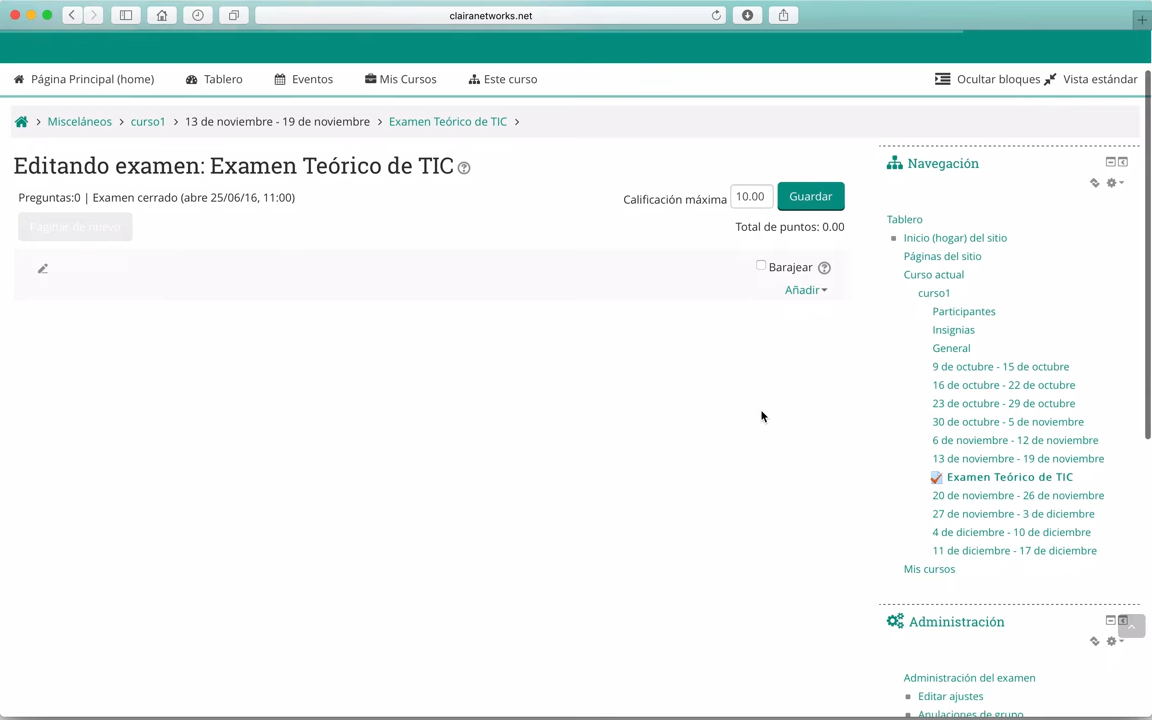 clairanetworks.net
Página Principal (home) Tablero Eventos Mis Cursos Este curso Ocultar bloques Vista estándar
Misceláneos > curso1 > 13 de noviembre - 19 de noviembre > Examen Teórico de TIC >
Editando examen: Examen Teórico de TIC
Preguntas:0 | Examen cerrado (abre 25/06/16, 11:00)
Calificación máxima 10.00 Guardar
Paginar de nuevo
Total de puntos: 0.00
Barajear
Añadir
Navegación
Tablero
Inicio (hogar) del sitio
Páginas del sitio
Curso actual
curso1
Participantes
Insignias
General
9 de octubre - 15 de octubre
16 de octubre - 22 de octubre
23 de octubre - 29 de octubre
30 de octubre - 5 de noviembre
6 de noviembre - 12 de noviembre
13 de noviembre - 19 de noviembre
Examen Teórico de TIC
20 de noviembre - 26 de noviembre
27 de noviembre - 3 de diciembre
4 de diciembre - 10 de diciembre
11 de diciembre - 17 de diciembre
Mis cursos
Administración
Administración del examen
Editar ajustes
Anulaciones de grupo